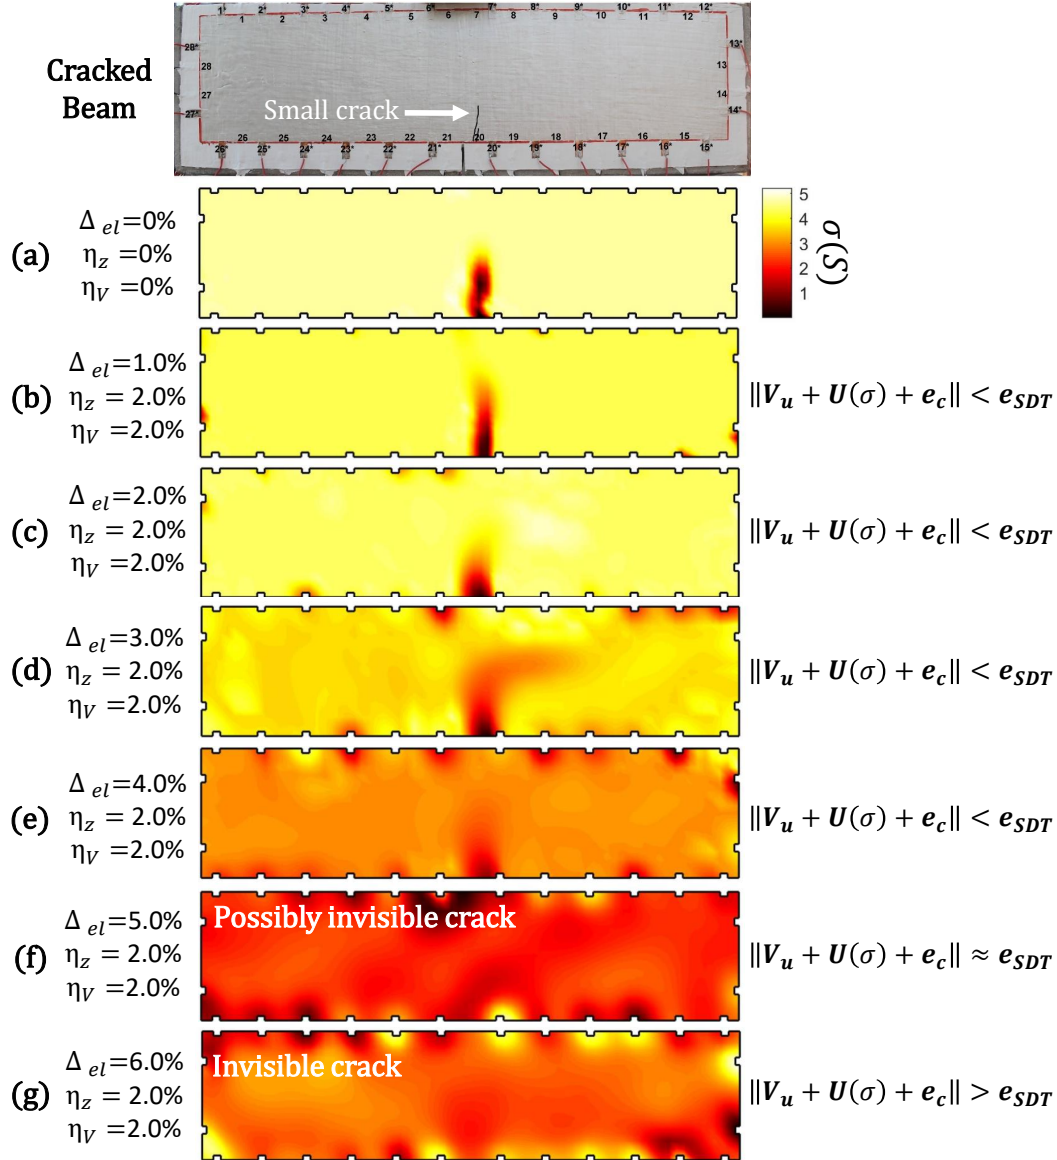 1* 2* 3* 4* 5* 6* 7* 8* 9* 10* 11* 12*
1 2 3 4 5 6 7 8 9 10 11 12
28* 13*
28 13
Cracked
Beam
27 14
Small crack
27* 14*
26 25 24 23 22 21 20 19 18 17 16 15
26* 25* 24* 23* 22* 21* 20* 19* 18* 17* 16* 15*
(a)
Δ el=0%
ηz =0%
ηV =0%
5
4
3
2
1
σ(S)
(b)
Δ el=1.0%
ηz = 2.0%
ηV =2.0%
‖Vu + U(σ) + ec‖ < eSDT
(c)
Δ el=2.0%
ηz = 2.0%
ηV =2.0%
‖Vu + U(σ) + ec‖ < eSDT
(d)
Δ el=3.0%
ηz = 2.0%
ηV =2.0%
‖Vu + U(σ) + ec‖ < eSDT
(e)
Δ el=4.0%
ηz = 2.0%
ηV =2.0%
‖Vu + U(σ) + ec‖ < eSDT
(f)
Δ el=5.0%
ηz = 2.0%
ηV =2.0%
Possibly invisible crack
‖Vu + U(σ) + ec‖ ≈ eSDT
(g)
Δ el=6.0%
ηz = 2.0%
ηV =2.0%
Invisible crack
‖Vu + U(σ) + ec‖ > eSDT